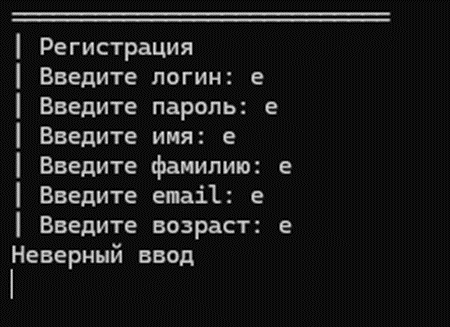 | Регистрация
| Введите логин: e
| Введите пароль: e
| Введите имя: e
| Введите фамилию: e
| Введите email: e
| Введите возраст: e
Неверный ввод